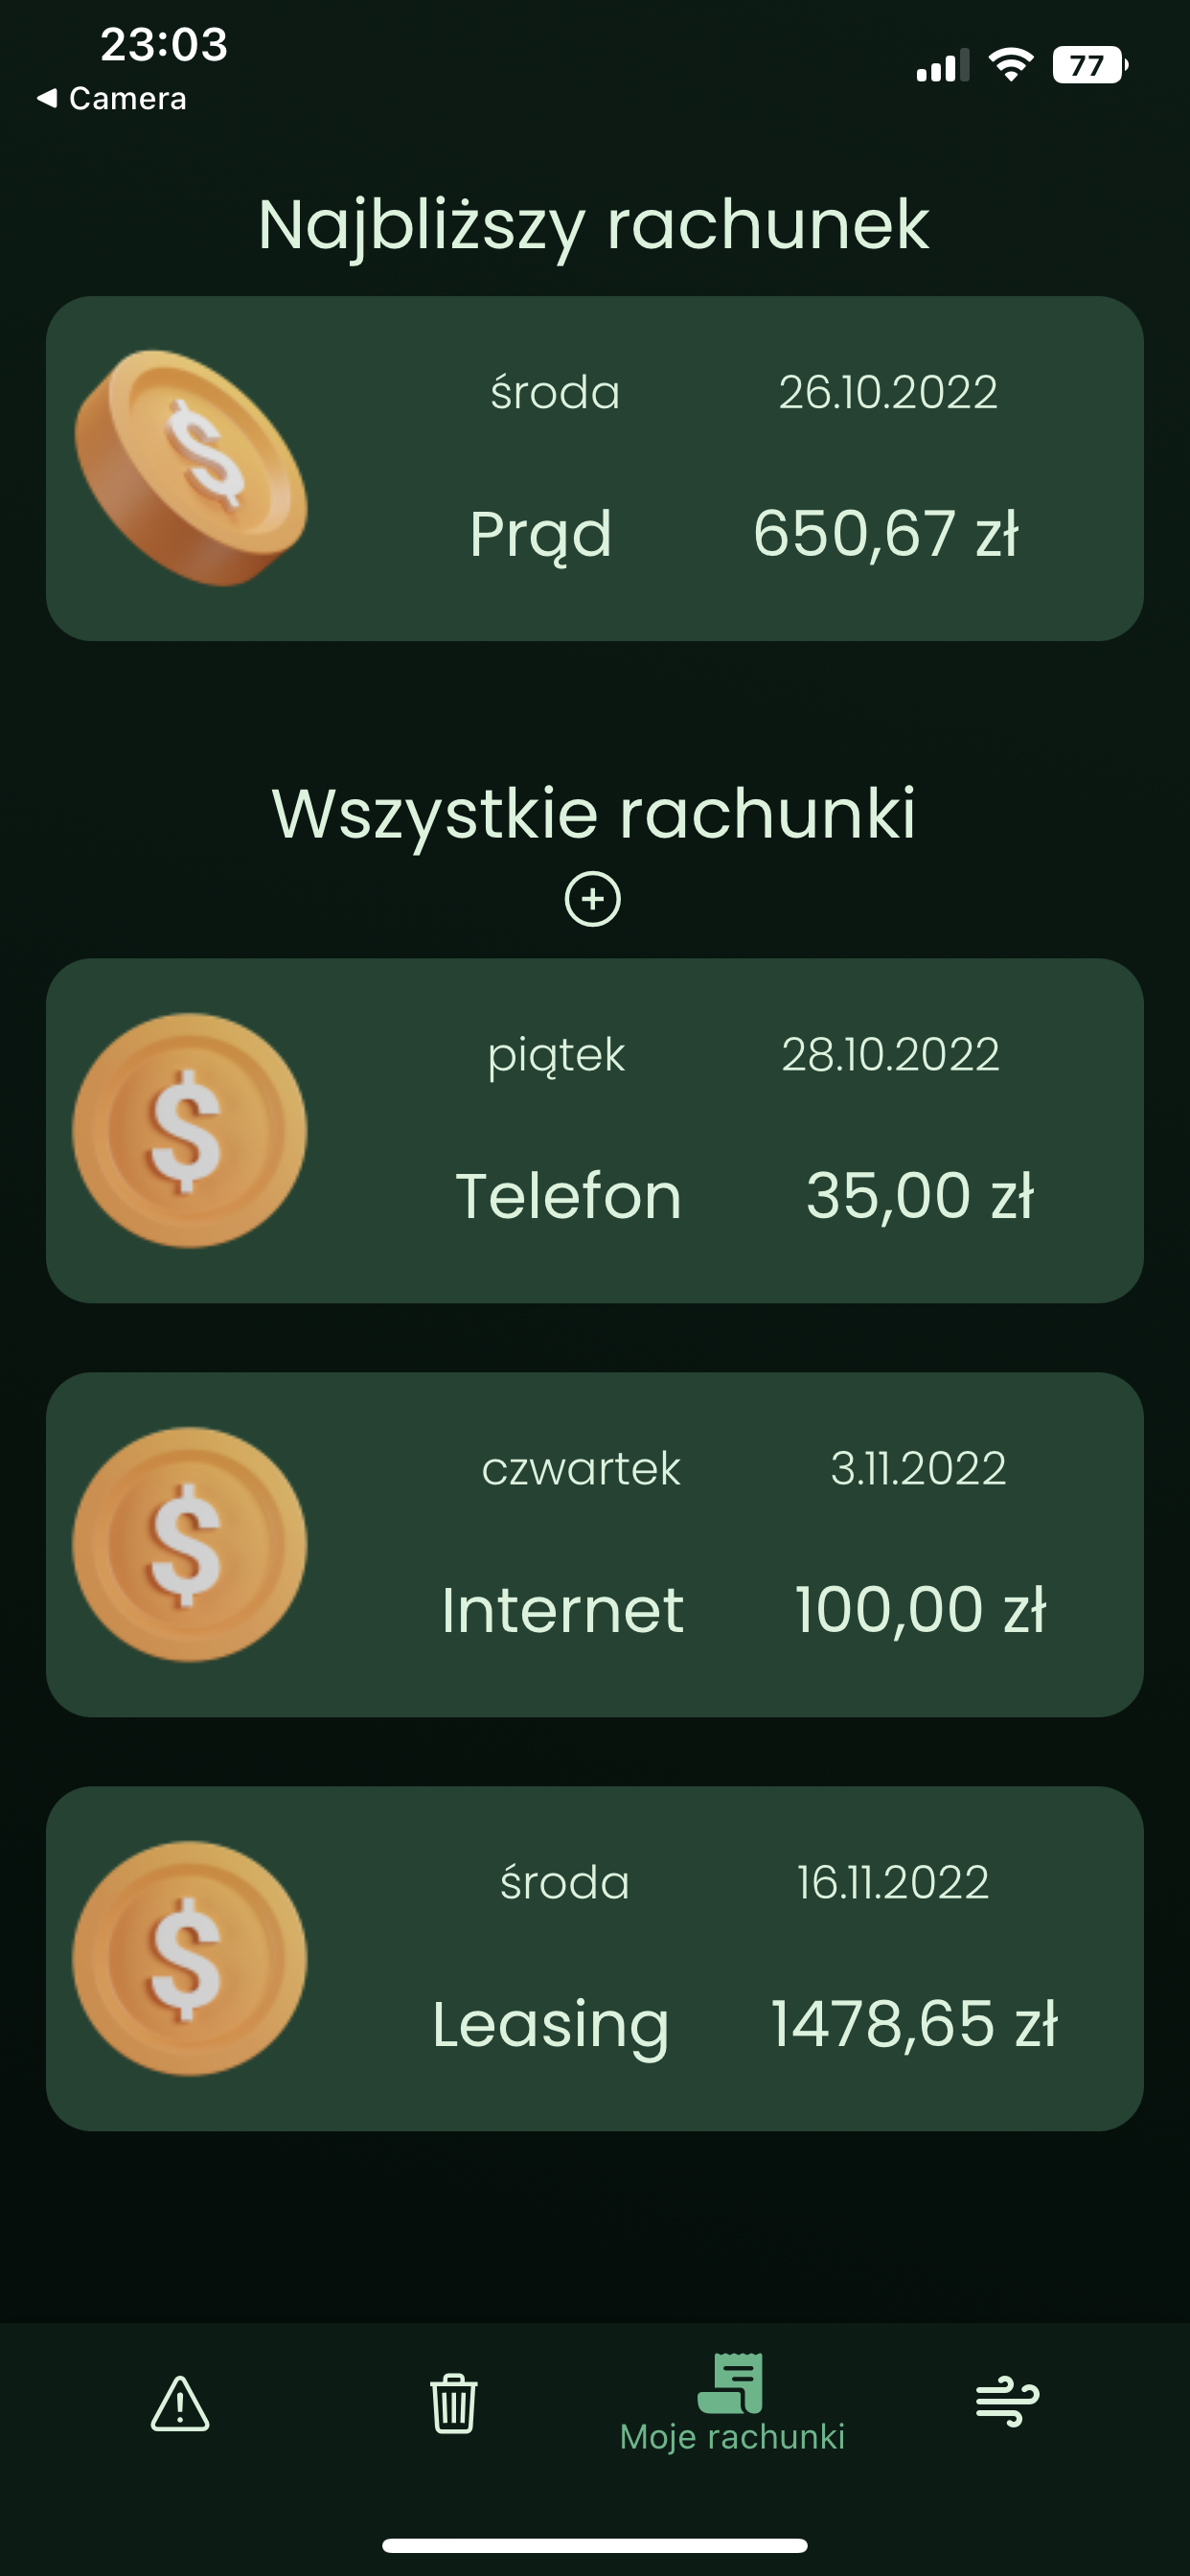 23:03
77
◀ Camera
Najbliższy rachunek
środa 26.10.2022
Prąd 650,67 zł
Wszystkie rachunki
piątek 28.10.2022
Telefon 35,00 zł
czwartek 3.11.2022
Internet 100,00 zł
środa 16.11.2022
Leasing 1478,65 zł
Moje rachunki